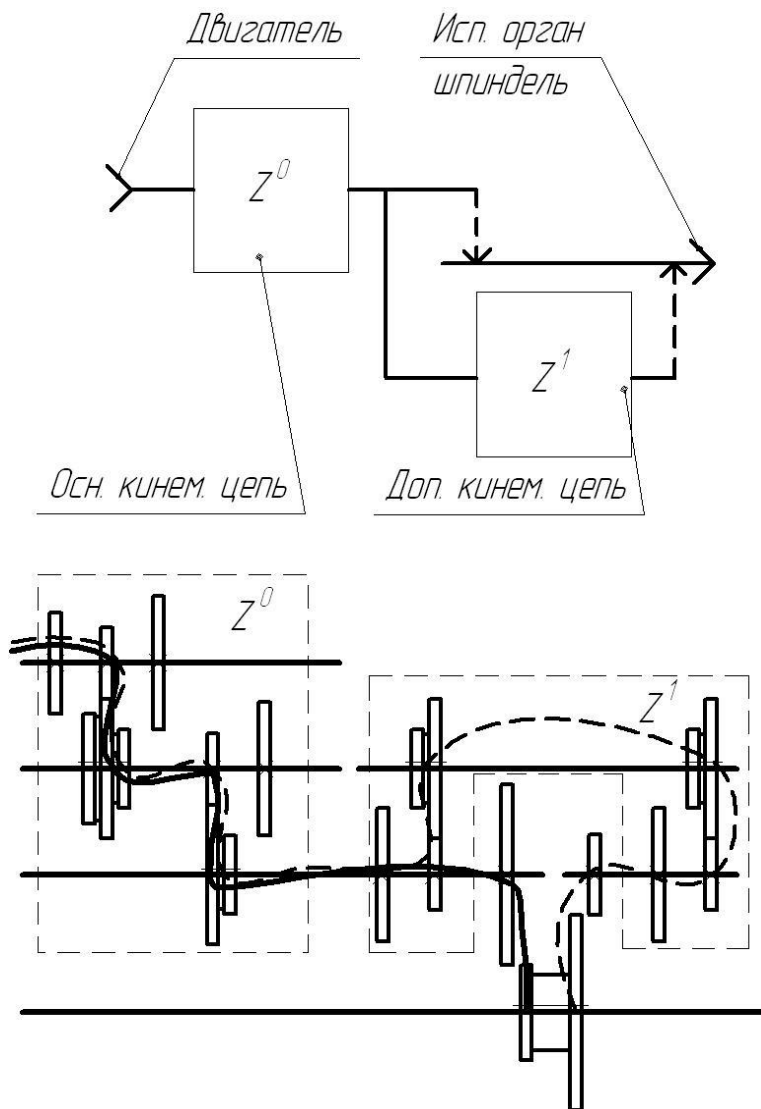 Двигатель
Исп. орган
шпиндель
Z⁰
Z¹
Осн. кинем. цепь
Доп. кинем. цепь
Z⁰
Z¹